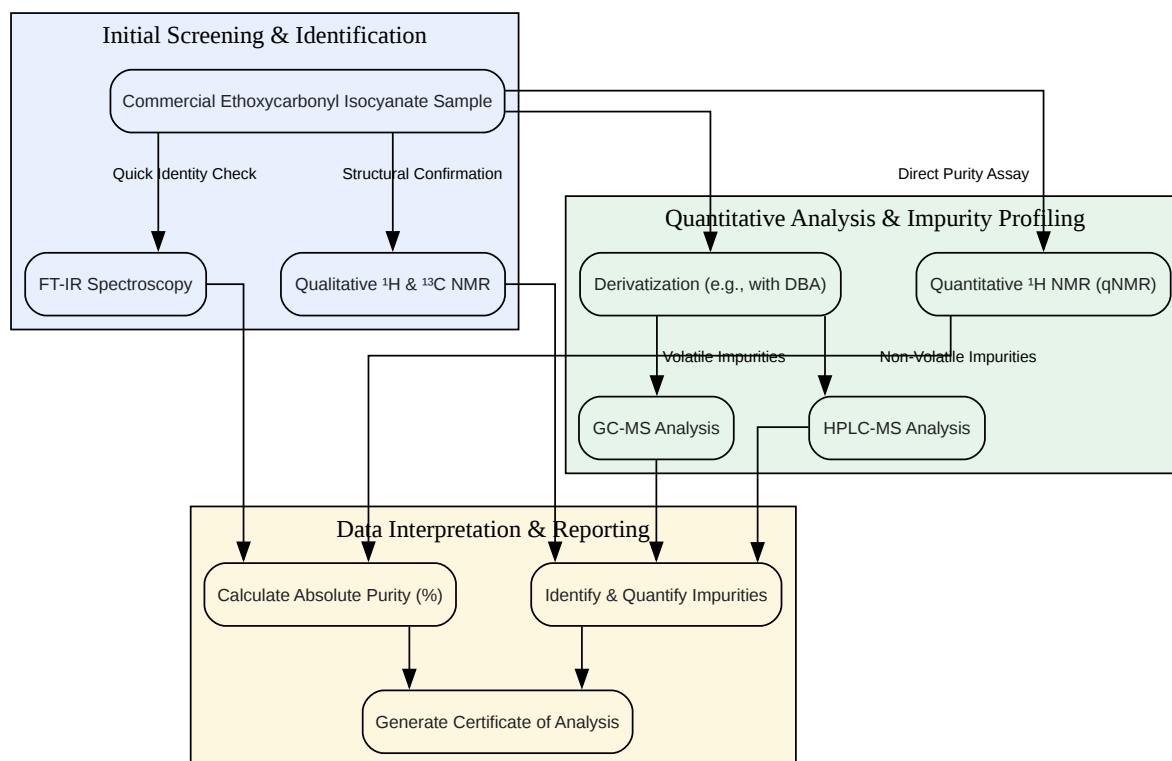 Initial Screening & Identification
Commercial Ethoxycarbonyl Isocyanate Sample
Quick Identity Check
Structural Confirmation
Direct Purity Assay
Quantitative Analysis & Impurity Profiling
FT-IR Spectroscopy
Qualitative ¹H & ¹³C NMR
Derivatization (e.g., with DBA)
Quantitative ¹H NMR (qNMR)
Volatile Impurities
Non-Volatile Impurities
GC-MS Analysis
HPLC-MS Analysis
Data Interpretation & Reporting
Calculate Absolute Purity (%)
Identify & Quantify Impurities
Generate Certificate of Analysis